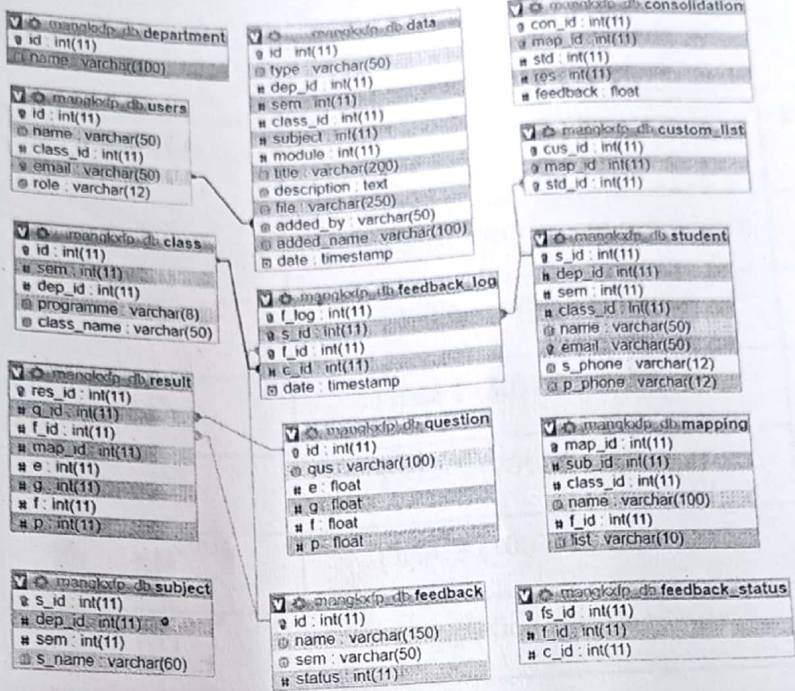 mangkxfp_db department
id : int(11)
name : varchar(100)
mangkxfp_db users
id : int(11)
name : varchar(50)
class_id : int(11)
email : varchar(50)
role : varchar(12)
mangkxfp_db class
id : int(11)
sem : int(11)
dep_id : int(11)
programme : varchar(8)
class_name : varchar(50)
mangkxfp_db result
res_id : int(11)
q_id : int(11)
f_id : int(11)
map_id : int(11)
e : int(11)
g : int(11)
f : int(11)
p : int(11)
mangkxfp_db subject
s_id : int(11)
dep_id : int(11)
sem : int(11)
s_name : varchar(60)
mangkxfp_db data
id : int(11)
type : varchar(50)
dep_id : int(11)
sem : int(11)
class_id : int(11)
subject : int(11)
module : int(11)
title : varchar(200)
description : text
file : varchar(250)
added_by : varchar(50)
added_name : varchar(100)
date : timestamp
mangkxfp_db feedback_log
f_log : int(11)
s_id : int(11)
f_id : int(11)
c_id : int(11)
date : timestamp
mangkxfp_db question
id : int(11)
qus : varchar(100)
e : float
g : float
f : float
p : float
mangkxfp_db feedback
id : int(11)
name : varchar(150)
sem : varchar(50)
status : int(11)
mangkxfp_db consolidation
con_id : int(11)
map_id : int(11)
std : int(11)
res : int(11)
feedback : float
mangkxfp_db custom_list
cus_id : int(11)
map_id : int(11)
std_id : int(11)
mangkxfp_db student
s_id : int(11)
dep_id : int(11)
sem : int(11)
class_id : int(11)
name : varchar(50)
email : varchar(50)
s_phone : varchar(12)
p_phone : varchar(12)
mangkxfp_db mapping
map_id : int(11)
sub_id : int(11)
class_id : int(11)
name : varchar(100)
f_id : int(11)
list : varchar(10)
mangkxfp_db feedback_status
fs_id : int(11)
f_id : int(11)
c_id : int(11)